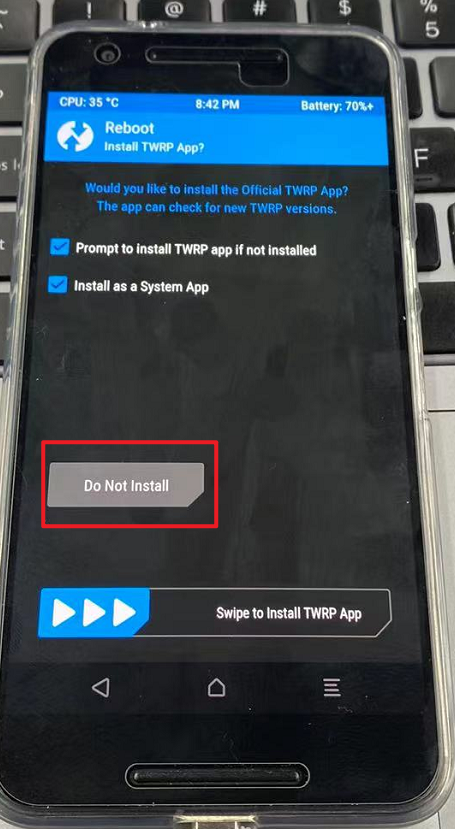 ! @ # $ %
5
F
CPU: 35 °C 8:42 PM Battery: 70%+
Reboot
Install TWRP App?
Would you like to install the Official TWRP App?
The app can check for new TWRP versions.
Prompt to install TWRP app if not installed
Install as a System App
Do Not Install
Swipe to Install TWRP App